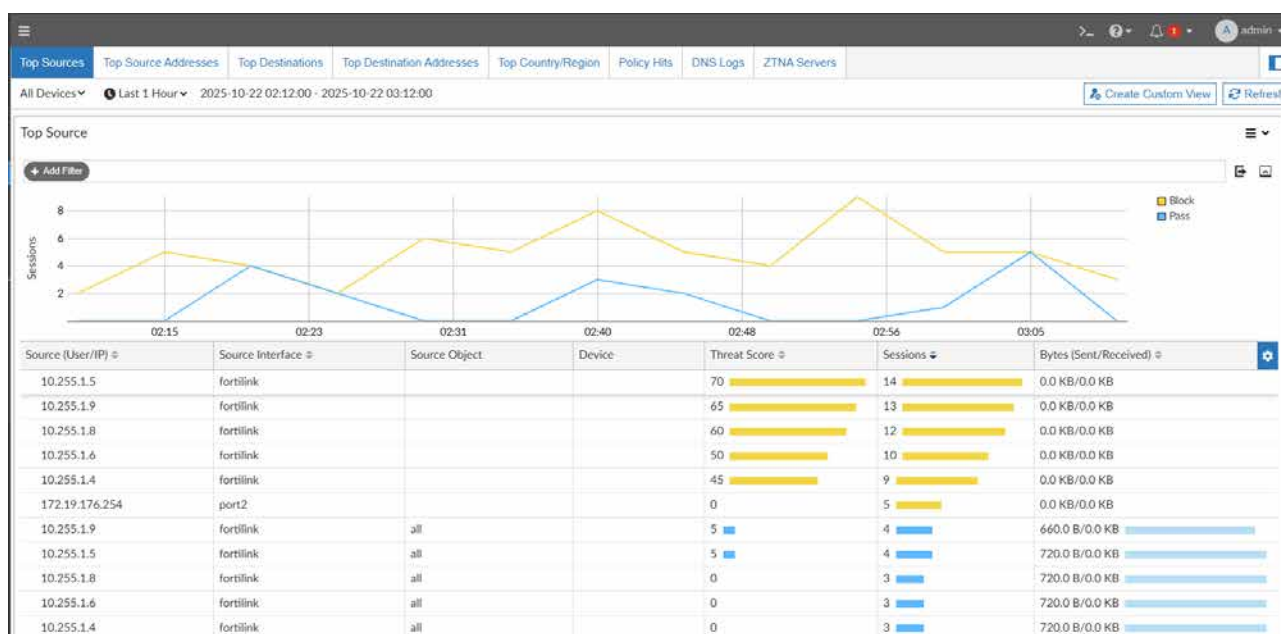 1 A admin
Top Sources Top Source Addresses Top Destinations Top Destination Addresses Top Country/Region Policy Hits DNS Logs ZTNA Servers
All Devices Last 1 Hour 2025-10-22 02:12:00 - 2025-10-22 03:12:00 Create Custom View Refresh
Top Source
+ Add Filter
Block
Pass
Sessions
8
6
4
2
02:15 02:23 02:31 02:40 02:48 02:56 03:05
Source (User/IP) Source Interface Source Object Device Threat Score Sessions Bytes (Sent/Received)
10.255.1.5 fortilink 70 14 0.0 KB/0.0 KB
10.255.1.9 fortilink 65 13 0.0 KB/0.0 KB
10.255.1.8 fortilink 60 12 0.0 KB/0.0 KB
10.255.1.6 fortilink 50 10 0.0 KB/0.0 KB
10.255.1.4 fortilink 45 9 0.0 KB/0.0 KB
172.19.176.254 port2 0 5 0.0 KB/0.0 KB
10.255.1.9 fortilink all 5 4 660.0 B/0.0 KB
10.255.1.5 fortilink all 5 4 720.0 B/0.0 KB
10.255.1.8 fortilink all 0 3 720.0 B/0.0 KB
10.255.1.6 fortilink all 0 3 720.0 B/0.0 KB
10.255.1.4 fortilink all 0 3 720.0 B/0.0 KB